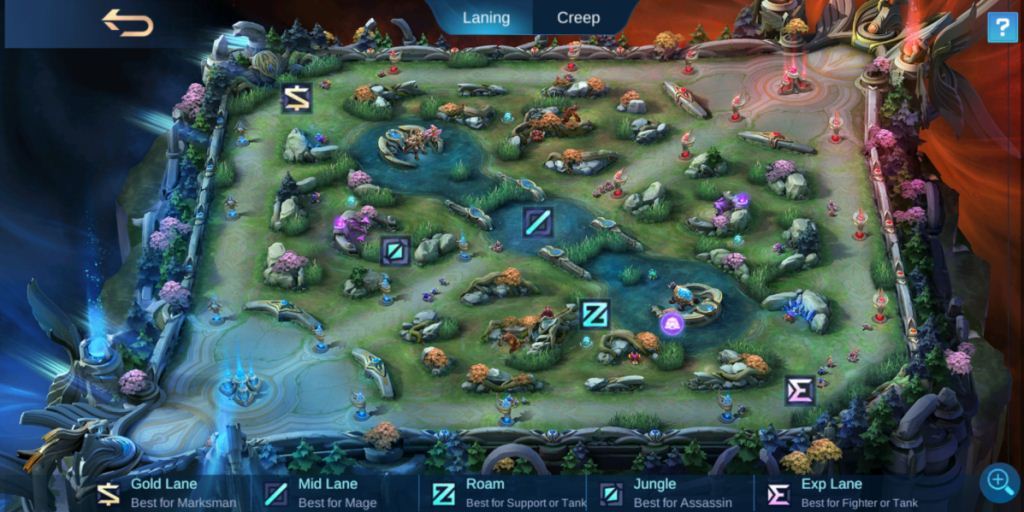 Laning
Creep
?
Gold Lane
Best for Marksman
Mid Lane
Best for Mage
Roam
Best for Support or Tank
Jungle
Best for Assassin
Exp Lane
Best for Fighter or Tank